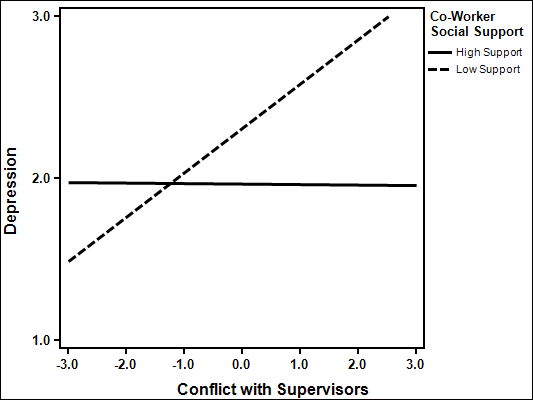 Co-Worker
Social Support
High Support
Low Support
3.0
2.0
1.0
Depression
-3.0 -2.0 -1.0 0.0 1.0 2.0 3.0
Conflict with Supervisors